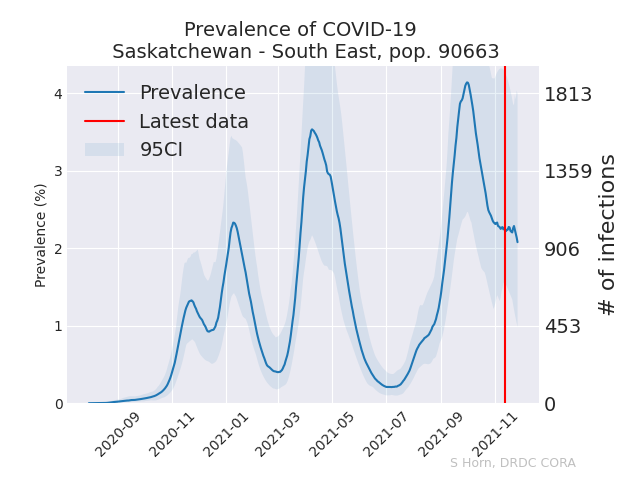 Prevalence of COVID-19
Saskatchewan - South East, pop. 90663
Prevalence
Latest data
95CI
Prevalence (%)
4
3
2
1
0
1813
1359
906
453
0
# of infections
2020-09
2020-11
2021-01
2021-03
2021-05
2021-07
2021-09
2021-11
S Horn, DRDC CORA